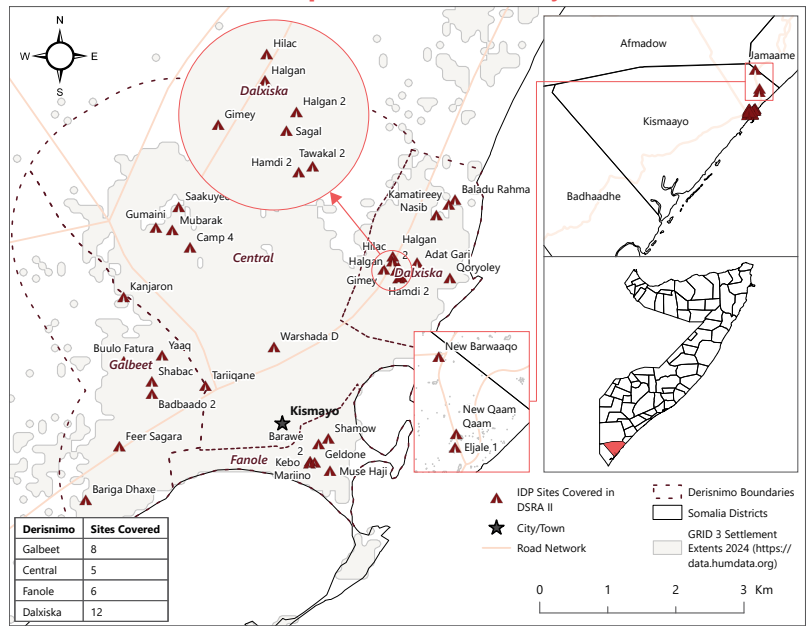 N
W
E
S
Hilac
Halgan
Dalxiska
Halgan 2
Gimey
Sagal
Tawakal 2
Hamdi 2
Afmadow
Jamaame
Kismaayo
Badhaadhe
Saakuyee
Gumaini
Mubarak
Camp 4
Central
Kamatireey
Baladu Rahma
Nasib
Hilac
Halgan
2
Halgan
Adat Gari
Dalxiska
Gimey
Qoryoley
Hamdi 2
Kanjaron
Warshada D
Buulo Fatura
Yaaq
Galbeet
Shabac
Tariiqane
Badbaado 2
New Barwaaqo
New Qaam
Qaam
Eljale 1
Kismayo
Feer Sagara
Barawe
2
Shamow
Fanole
Kebo
Geldone
Mariino
Muse Haji
Bariga Dhaxe
Derisnimo Sites Covered
Galbeet 8
Central 5
Fanole 6
Dalxiska 12
IDP Sites Covered in
DSRA II
City/Town
Road Network
Derisnimo Boundaries
Somalia Districts
GRID 3 Settlement
Extents 2024 (https://
data.humdata.org)
0 1 2 3 Km